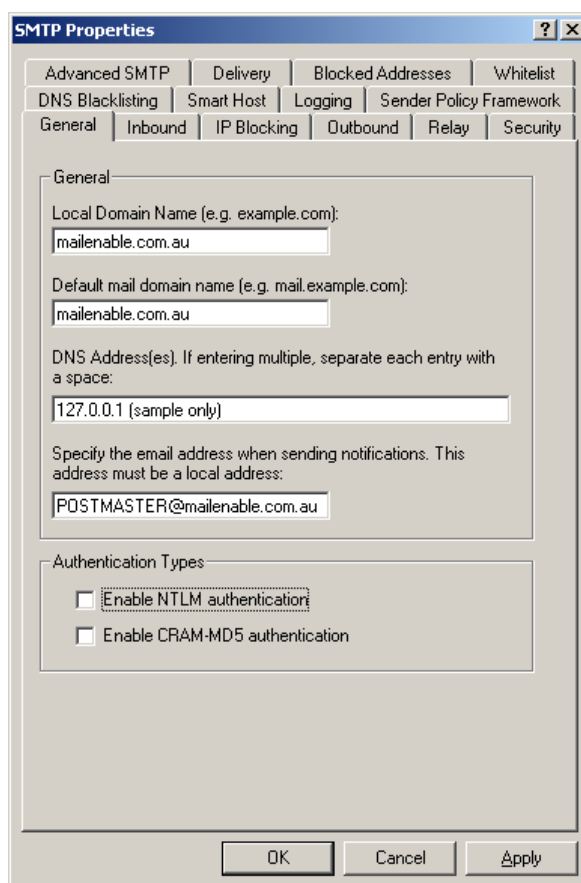 SMTP Properties
Advanced SMTP Delivery Blocked Addresses Whitelist
DNS Blacklisting Smart Host Logging Sender Policy Framework
General Inbound IP Blocking Outbound Relay Security
General
Local Domain Name (e.g. example.com):
mailenable.com.au
Default mail domain name (e.g. mail.example.com):
mailenable.com.au
DNS Address(es). If entering multiple, separate each entry with
a space:
127.0.0.1 (sample only)
Specify the email address when sending notifications. This
address must be a local address:
POSTMASTER@mailenable.com.au
Authentication Types
Enable NTLM authentication
Enable CRAM-MD5 authentication
OK Cancel Apply